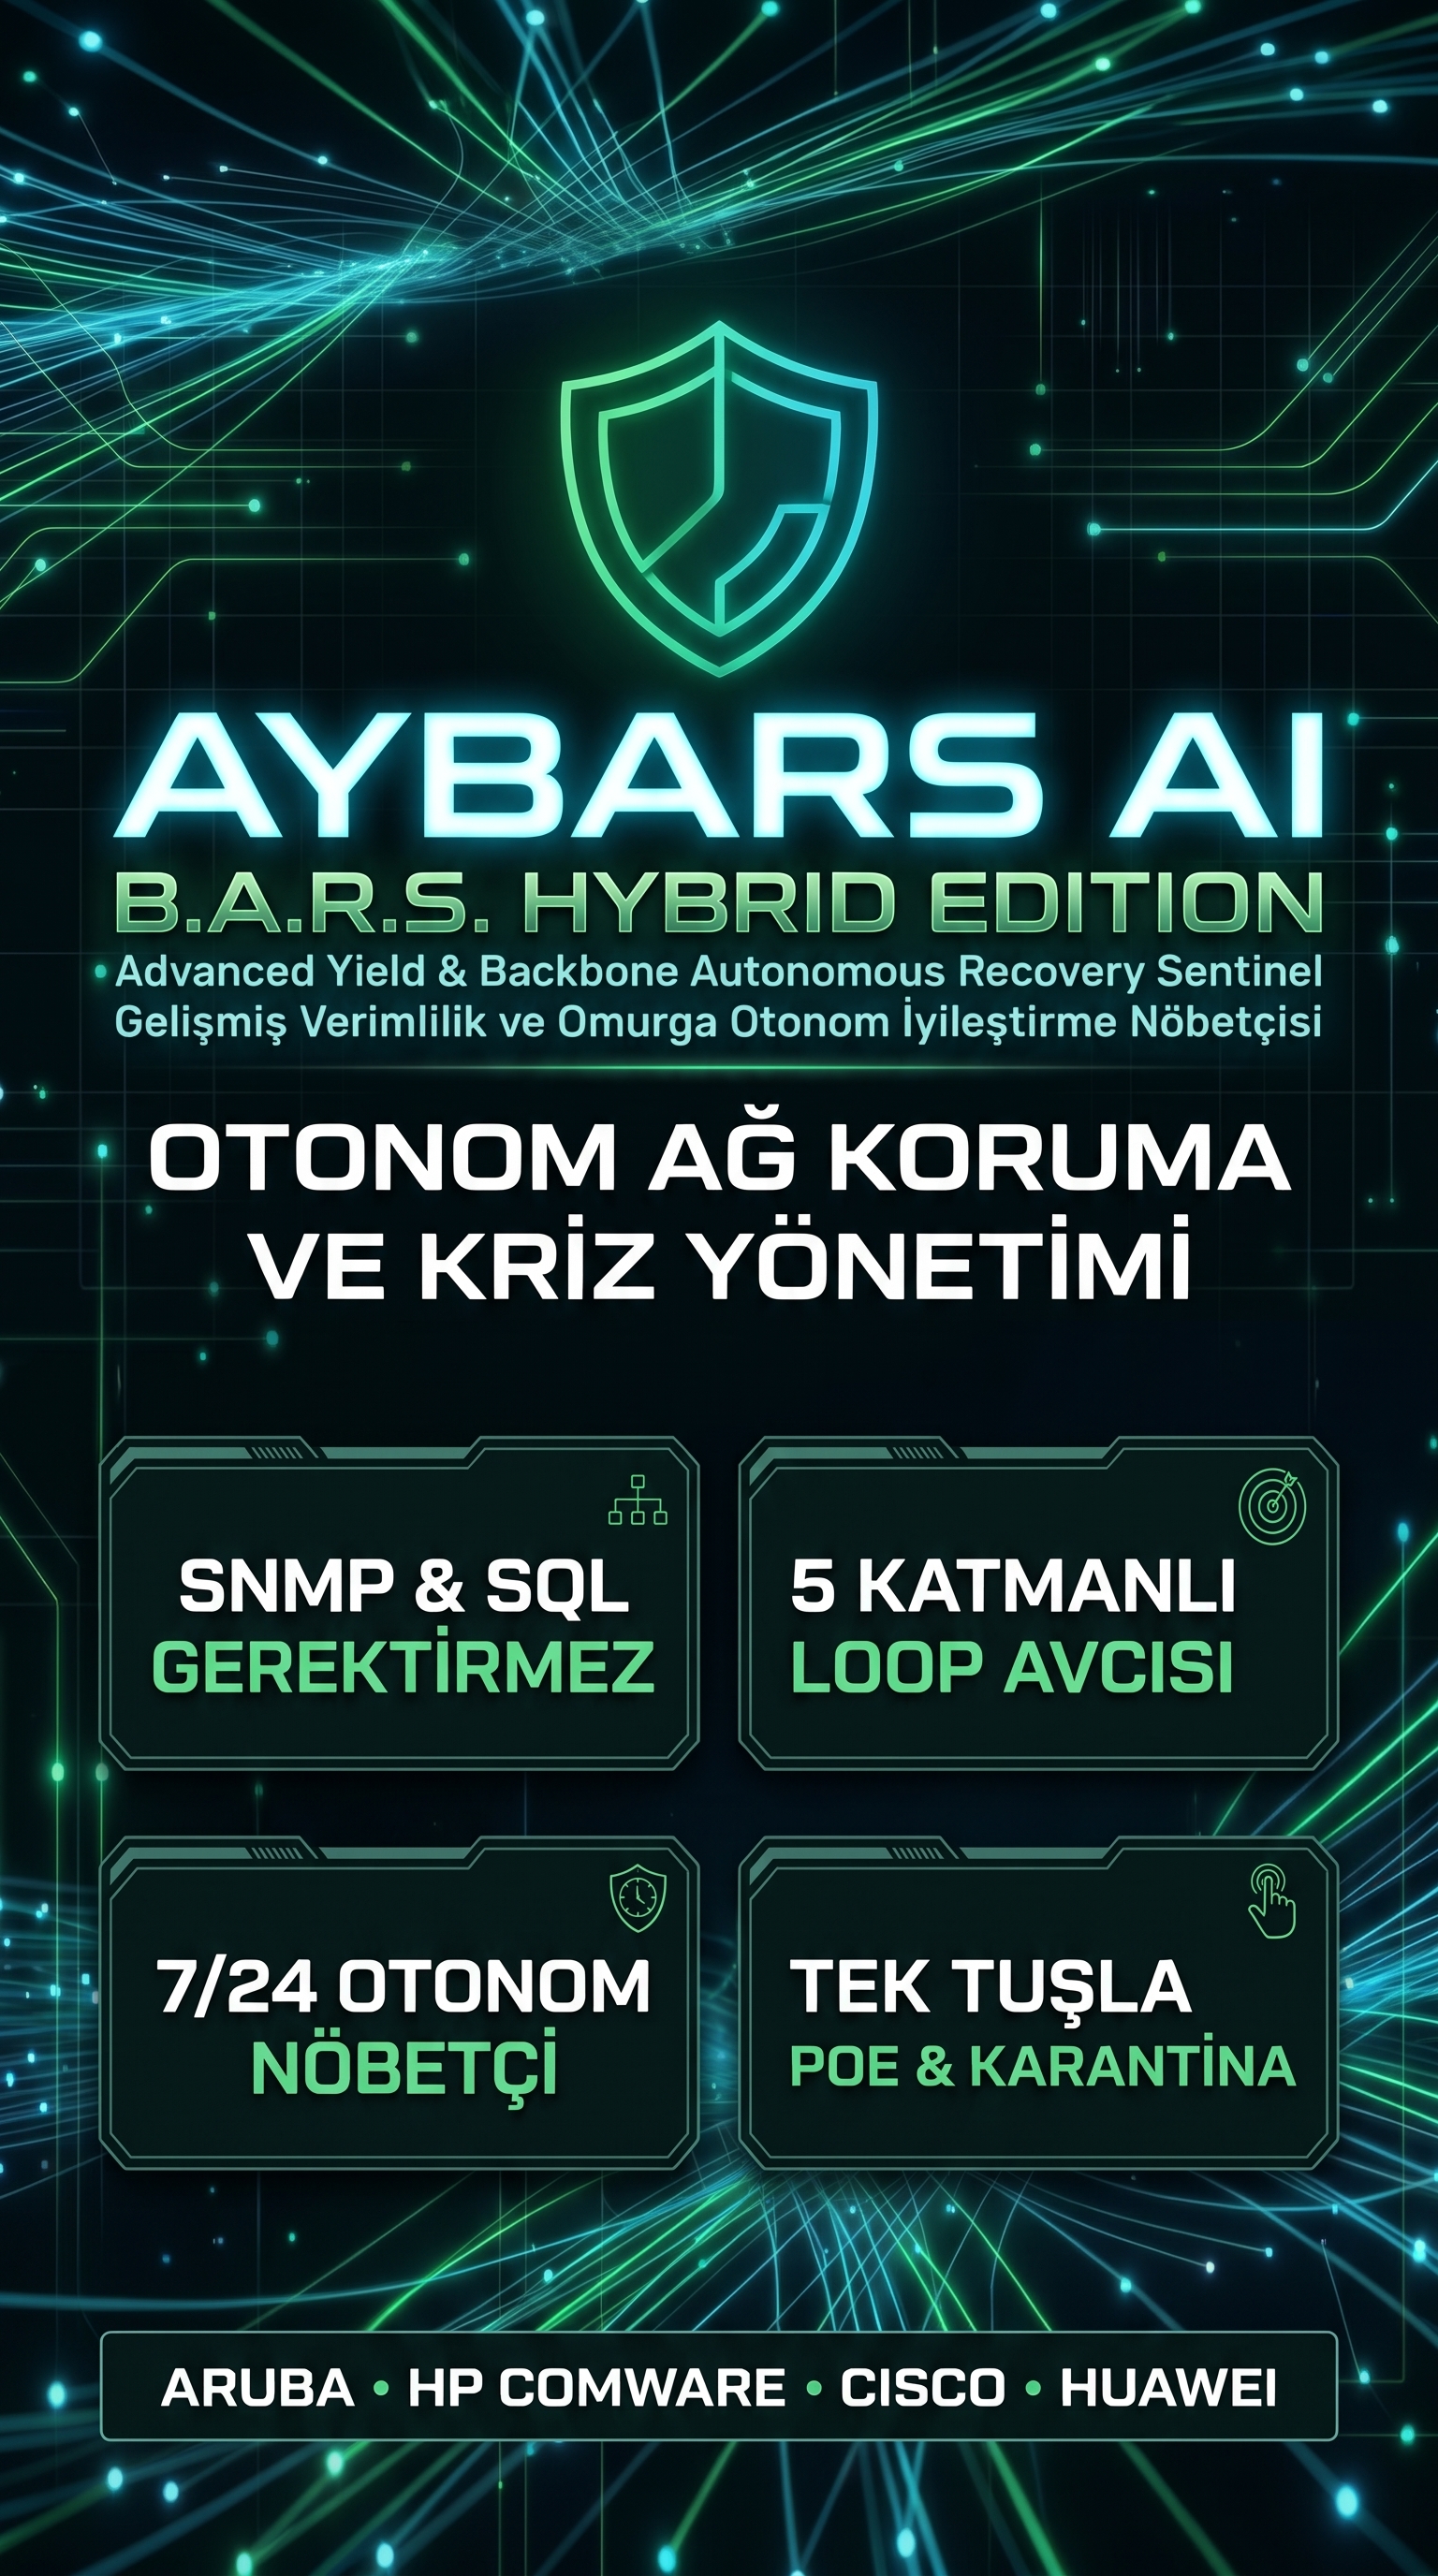 AYBARS AI
B.A.R.S. HYBRID EDITION
Advanced Yield & Backbone Autonomous Recovery Sentinel
Gelişmiş Verimlilik ve Omurga Otonom İyileştirme Nöbetçisi
OTONOM AĞ KORUMA
VE KRİZ YÖNETİMİ
SNMP & SQL
GEREKTİRMEZ
5 KATMANLI
LOOP AVCISI
7/24 OTONOM
NÖBETÇİ
TEK TUŞLA
POE & KARANTİNA
ARUBA • HP COMWARE • CISCO • HUAWEI